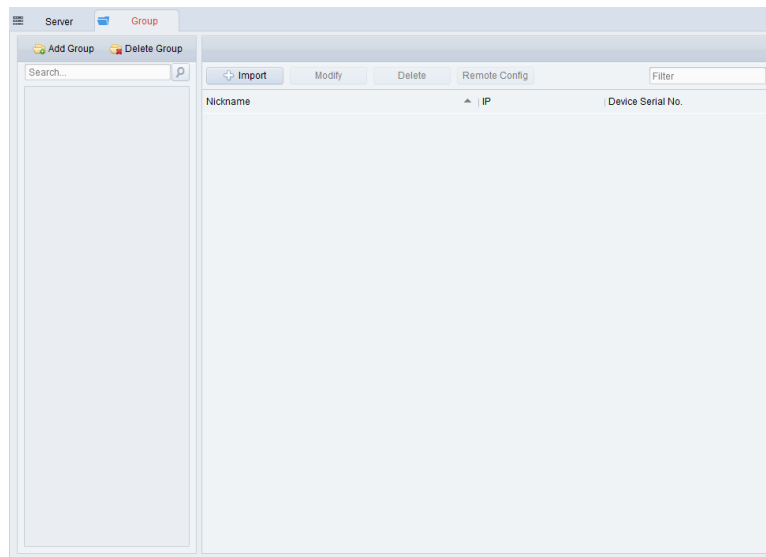 Server Group
Add Group Delete Group
Search...
Import Modify Delete Remote Config Filter
Nickname IP Device Serial No.